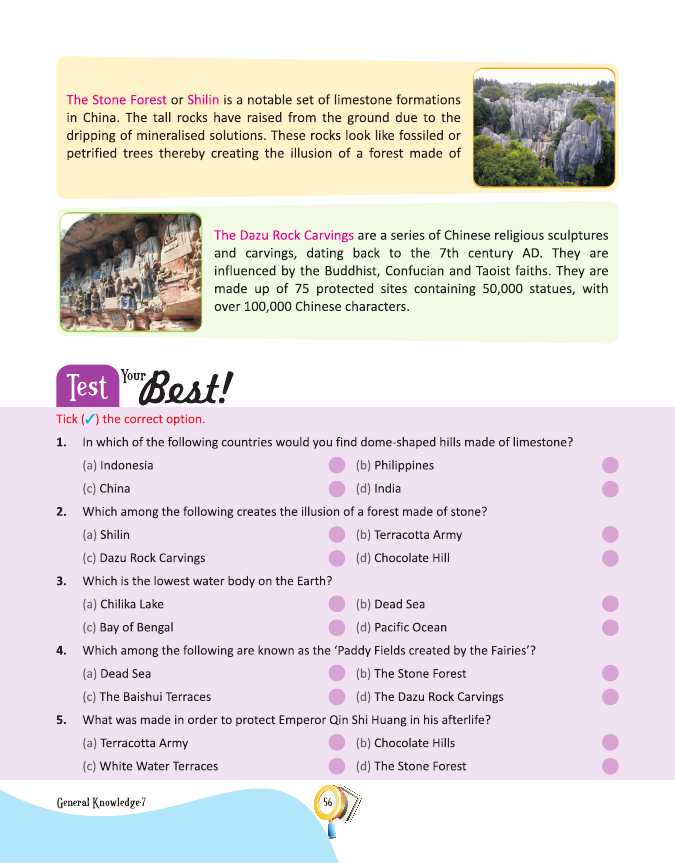 The Stone Forest or Shilin is a notable set of limestone formations
in China. The tall rocks have raised from the ground due to the
dripping of mineralised solutions. These rocks look like fossiled or
petrified trees thereby creating the illusion of a forest made of
The Dazu Rock Carvings are a series of Chinese religious sculptures
and carvings, dating back to the 7th century AD. They are
influenced by the Buddhist, Confucian and Taoist faiths. They are
made up of 75 protected sites containing 50,000 statues, with
over 100,000 Chinese characters.
Test Your Best!
Tick (✓) the correct option.
1. In which of the following countries would you find dome-shaped hills made of limestone?
(a) Indonesia (b) Philippines
(c) China (d) India
2. Which among the following creates the illusion of a forest made of stone?
(a) Shilin (b) Terracotta Army
(c) Dazu Rock Carvings (d) Chocolate Hill
3. Which is the lowest water body on the Earth?
(a) Chilika Lake (b) Dead Sea
(c) Bay of Bengal (d) Pacific Ocean
4. Which among the following are known as the ‘Paddy Fields created by the Fairies’?
(a) Dead Sea (b) The Stone Forest
(c) The Baishui Terraces (d) The Dazu Rock Carvings
5. What was made in order to protect Emperor Qin Shi Huang in his afterlife?
(a) Terracotta Army (b) Chocolate Hills
(c) White Water Terraces (d) The Stone Forest
General Knowledge-7 56